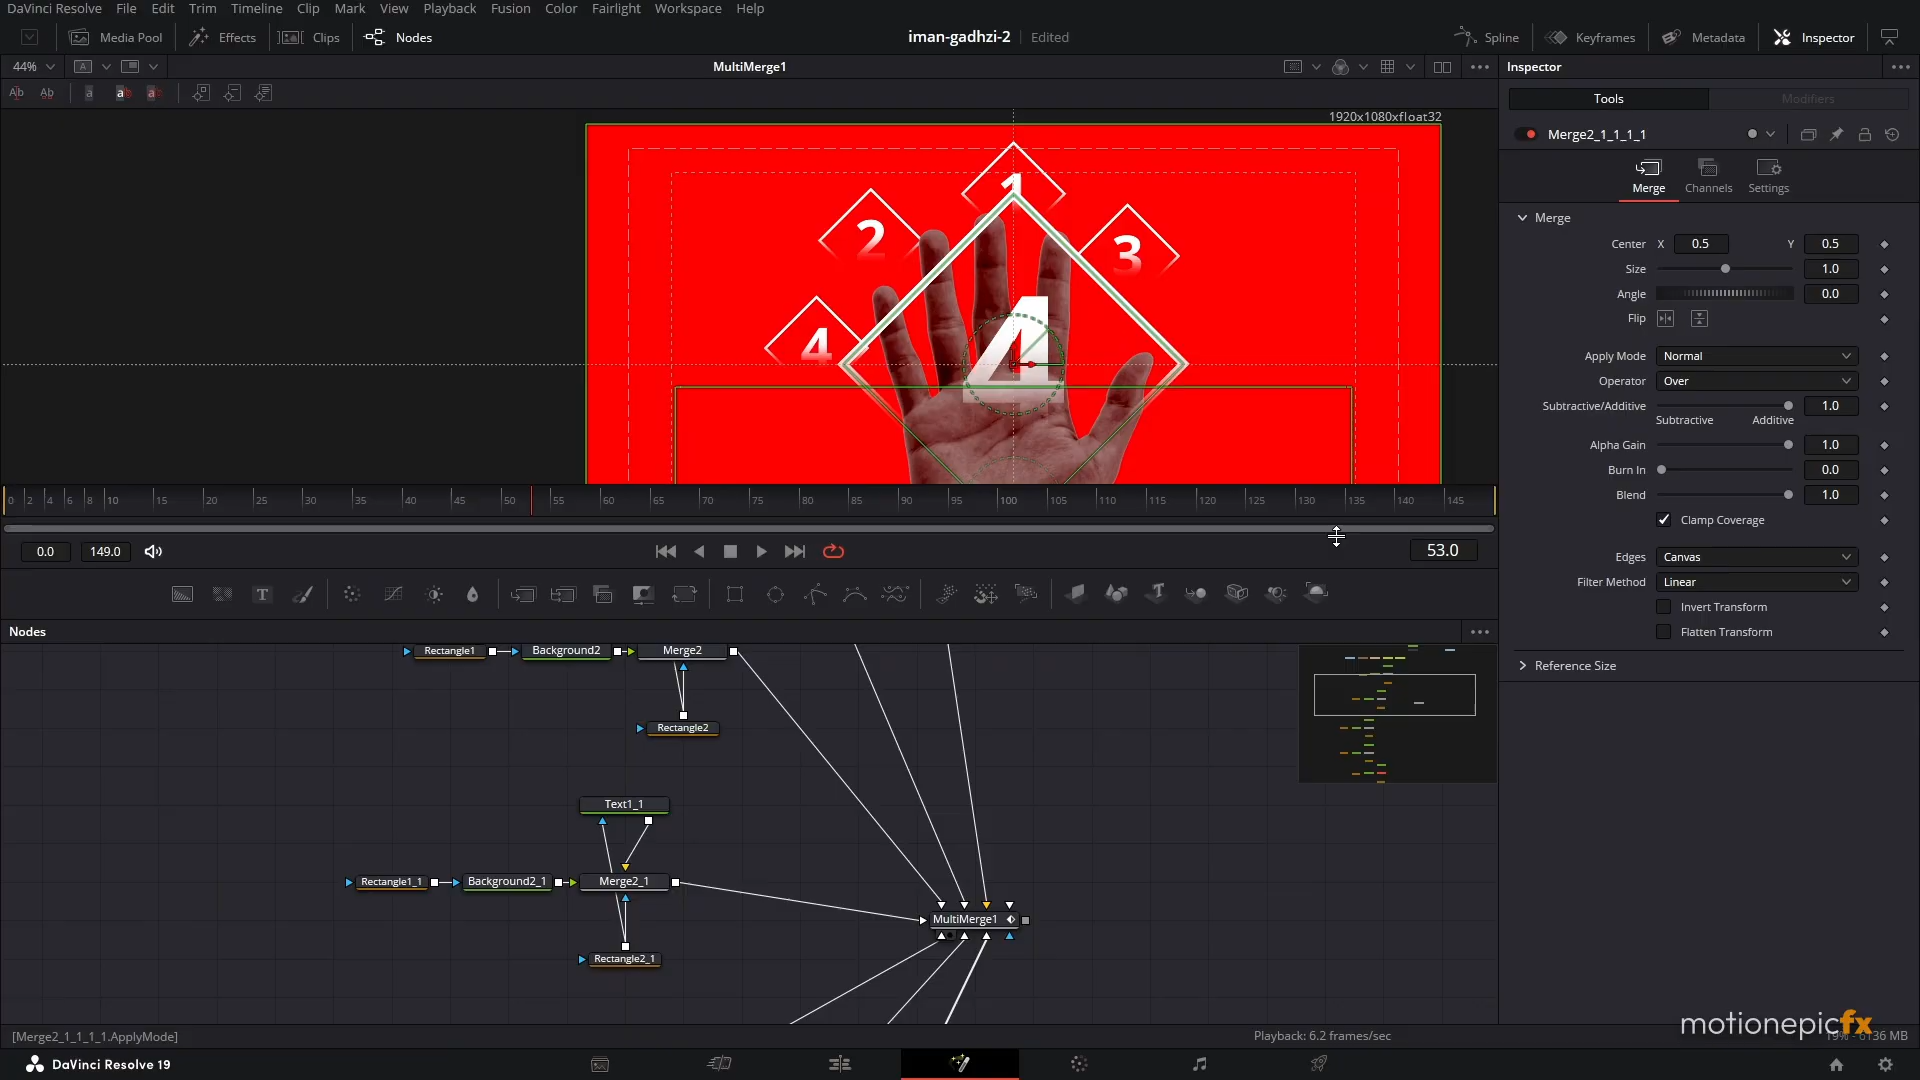 DaVinci Resolve File Edit Trim Timeline Clip Mark View Playback Fusion Color Fairlight Workspace Help
Media Pool Effects Clips Nodes iman-gadhzi-2 Edited Spline Keyframes Metadata Inspector
44% A MultiMerge1 Inspector
Ab Ab a ab a
Tools Modifiers
1920x1080xfloat32
Merge2_1_1_1_1
Merge Channels Settings
1
2
3
4
4
Merge
Center X 0.5 Y 0.5
Size 1.0
Angle 0.0
Flip
Apply Mode Normal
Operator Over
Subtractive/Additive 1.0
Subtractive Additive
Alpha Gain 1.0
Burn In 0.0
Blend 1.0
Clamp Coverage
Edges Canvas
Filter Method Linear
Invert Transform
Flatten Transform
Reference Size
0 2 4 6 8 10 15 20 25 30 35 40 45 50 55 60 65 70 75 80 85 90 95 100 105 110 115 120 125 130 135 140 145
0.0 149.0 53.0
T T
Nodes
Rectangle1 Background2 Merge2
Rectangle2
Text1_1
Rectangle1_1 Background2_1 Merge2_1
MultiMerge1
Rectangle2_1
[Merge2_1_1_1_1.ApplyMode] Playback: 6.2 frames/sec
motionepicfx
DaVinci Resolve 19